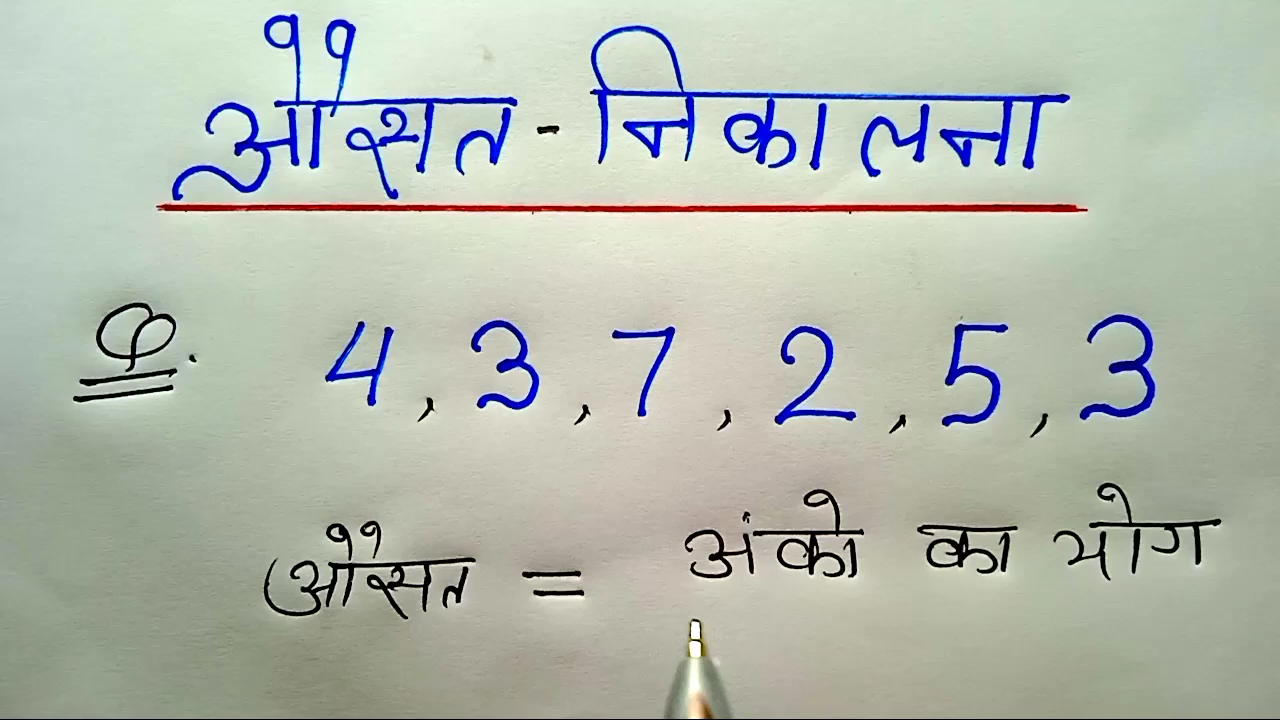 औसत - निकालना
Q. 4, 3, 7, 2, 5, 3
औसत = अंको का योग